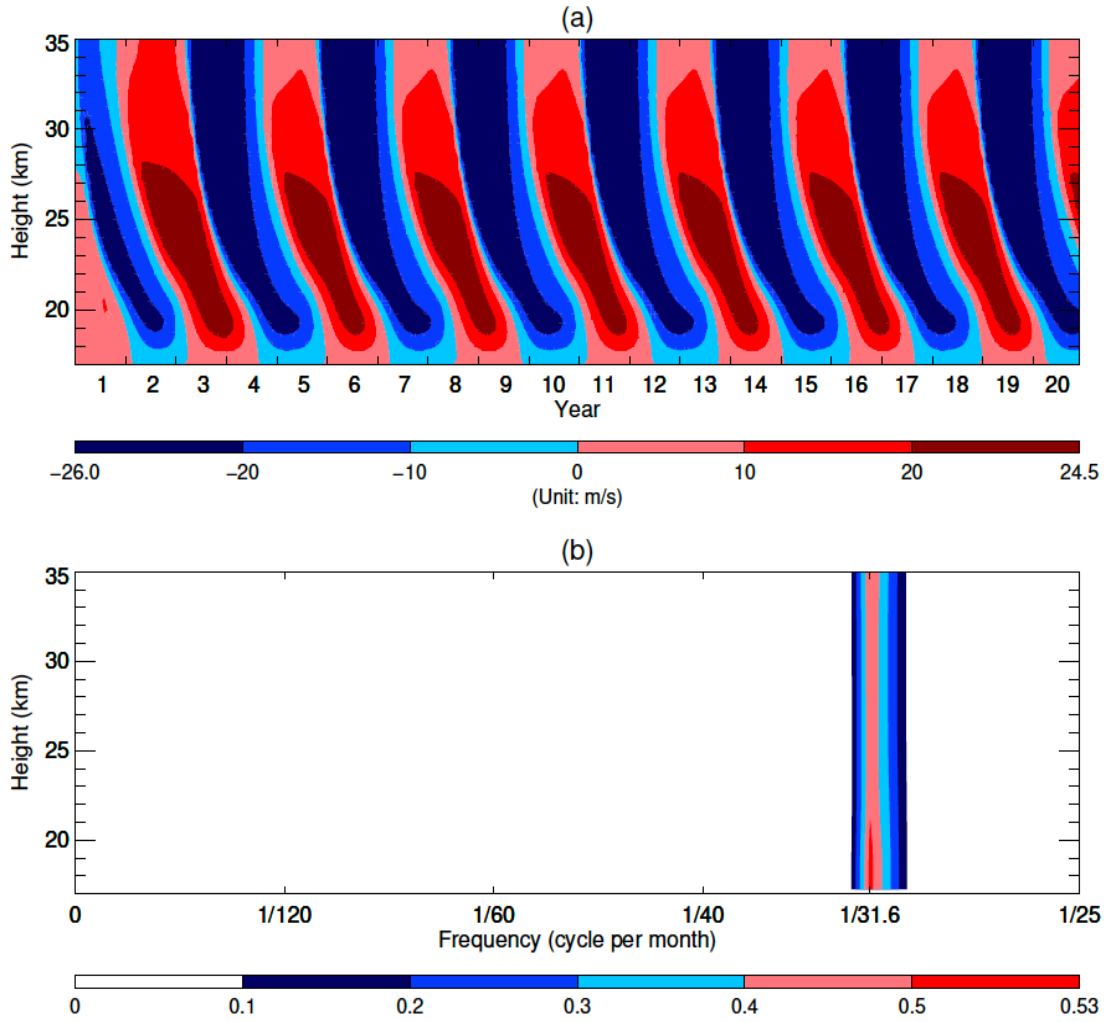 (a)
35
30
25
20
Height (km)
1 2 3 4 5 6 7 8 9 10 11 12 13 14 15 16 17 18 19 20
Year
−26.0 −20 −10 0 10 20 24.5
(Unit: m/s)
(b)
35
30
25
20
Height (km)
0 1/120 1/60 1/40 1/31.6 1/25
Frequency (cycle per month)
0 0.1 0.2 0.3 0.4 0.5 0.53